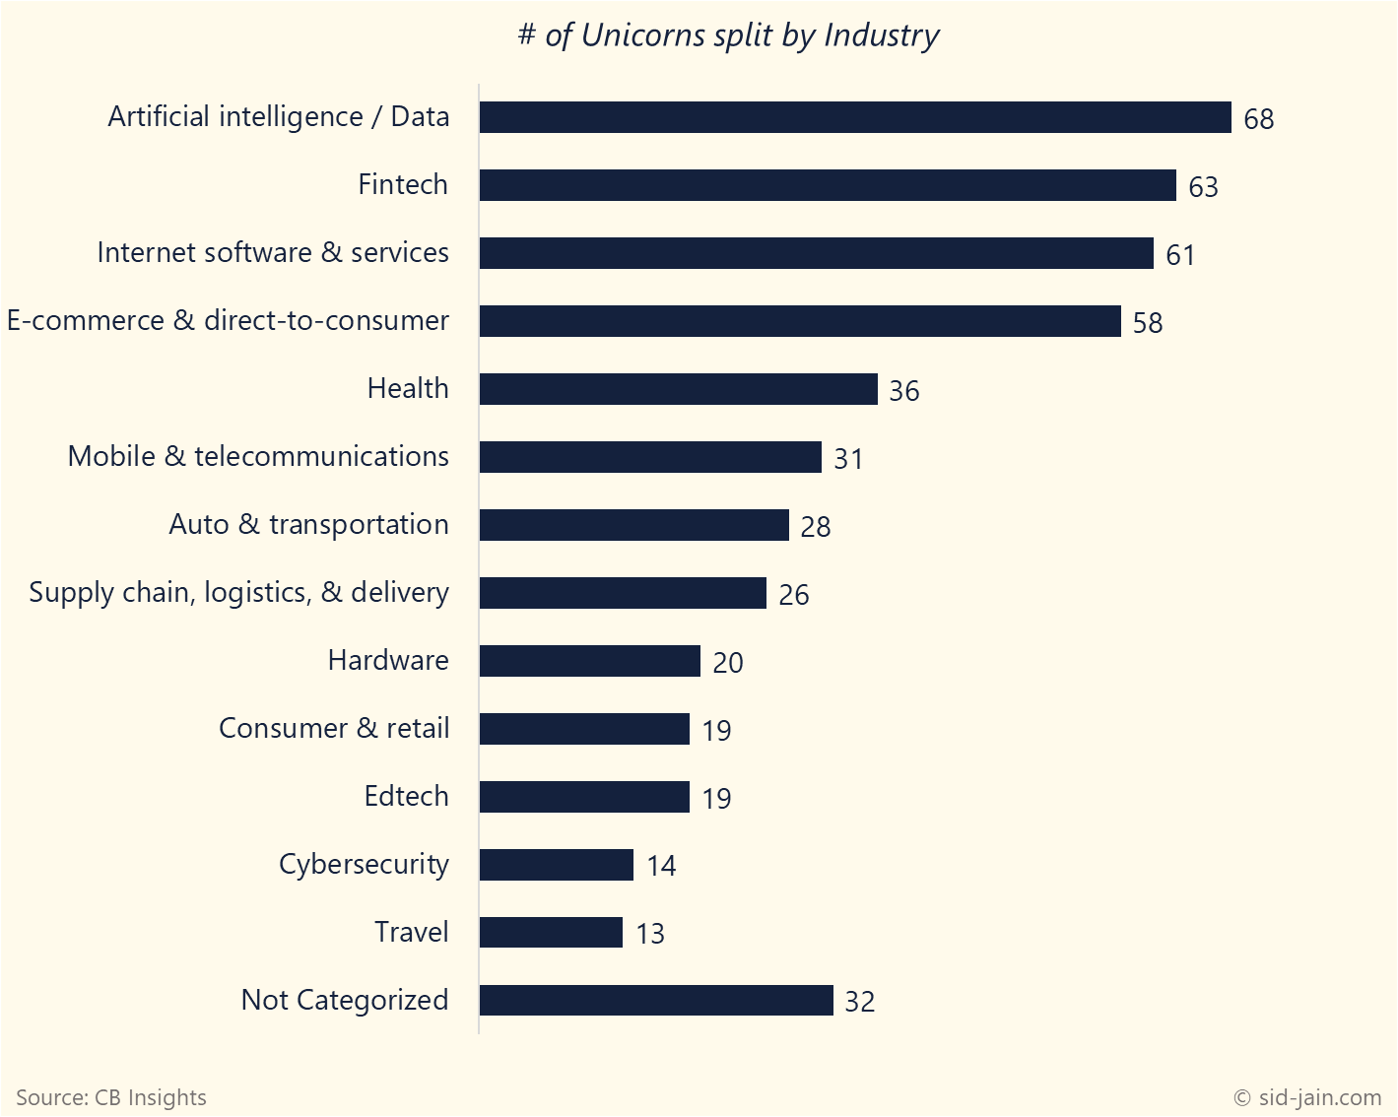 # of Unicorns split by Industry
Artificial intelligence / Data 68
Fintech 63
Internet software & services 61
E-commerce & direct-to-consumer 58
Health 36
Mobile & telecommunications 31
Auto & transportation 28
Supply chain, logistics, & delivery 26
Hardware 20
Consumer & retail 19
Edtech 19
Cybersecurity 14
Travel 13
Not Categorized 32
Source: CB Insights
© sid-jain.com